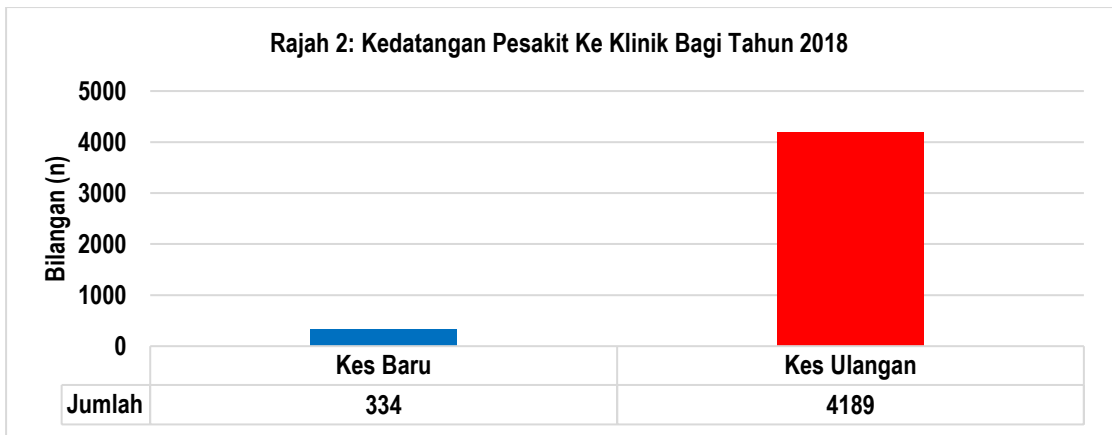 Rajah 2: Kedatangan Pesakit Ke Klinik Bagi Tahun 2018
Bilangan (n)
5000
4000
3000
2000
1000
0
Kes Baru Kes Ulangan
Jumlah 334 4189